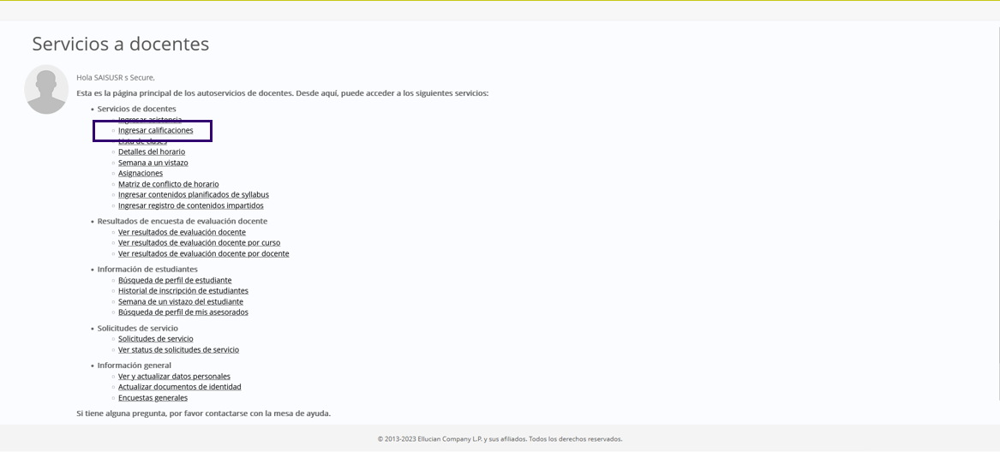 Servicios a docentes
Hola SAISUSR s Secure,
Esta es la página principal de los autoservicios de docentes. Desde aquí, puede acceder a los siguientes servicios:
Servicios de docentes
Ingresar asistencia
Ingresar calificaciones
Lista de clases
Detalles del horario
Semana a un vistazo
Asignaciones
Matriz de conflicto de horario
Ingresar contenidos planificados de syllabus
Ingresar registro de contenidos impartidos
Resultados de encuesta de evaluación docente
Ver resultados de evaluación docente
Ver resultados de evaluación docente por curso
Ver resultados de evaluación docente por docente
Información de estudiantes
Búsqueda de perfil de estudiante
Historial de inscripción de estudiantes
Semana de un vistazo del estudiante
Búsqueda de perfil de mis asesorados
Solicitudes de servicio
Solicitudes de servicio
Ver status de solicitudes de servicio
Información general
Ver y actualizar datos personales
Actualizar documentos de identidad
Encuestas generales
Si tiene alguna pregunta, por favor contactarse con la mesa de ayuda.
© 2013-2023 Ellucian Company L.P. y sus afiliados. Todos los derechos reservados.